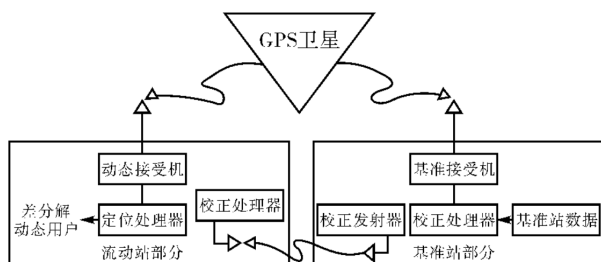 GPS卫星
动态接受机
基准接受机
差分解
动态用户
定位处理器
校正处理器
校正发射器
校正处理器
基准站数据
流动站部分
基准站部分